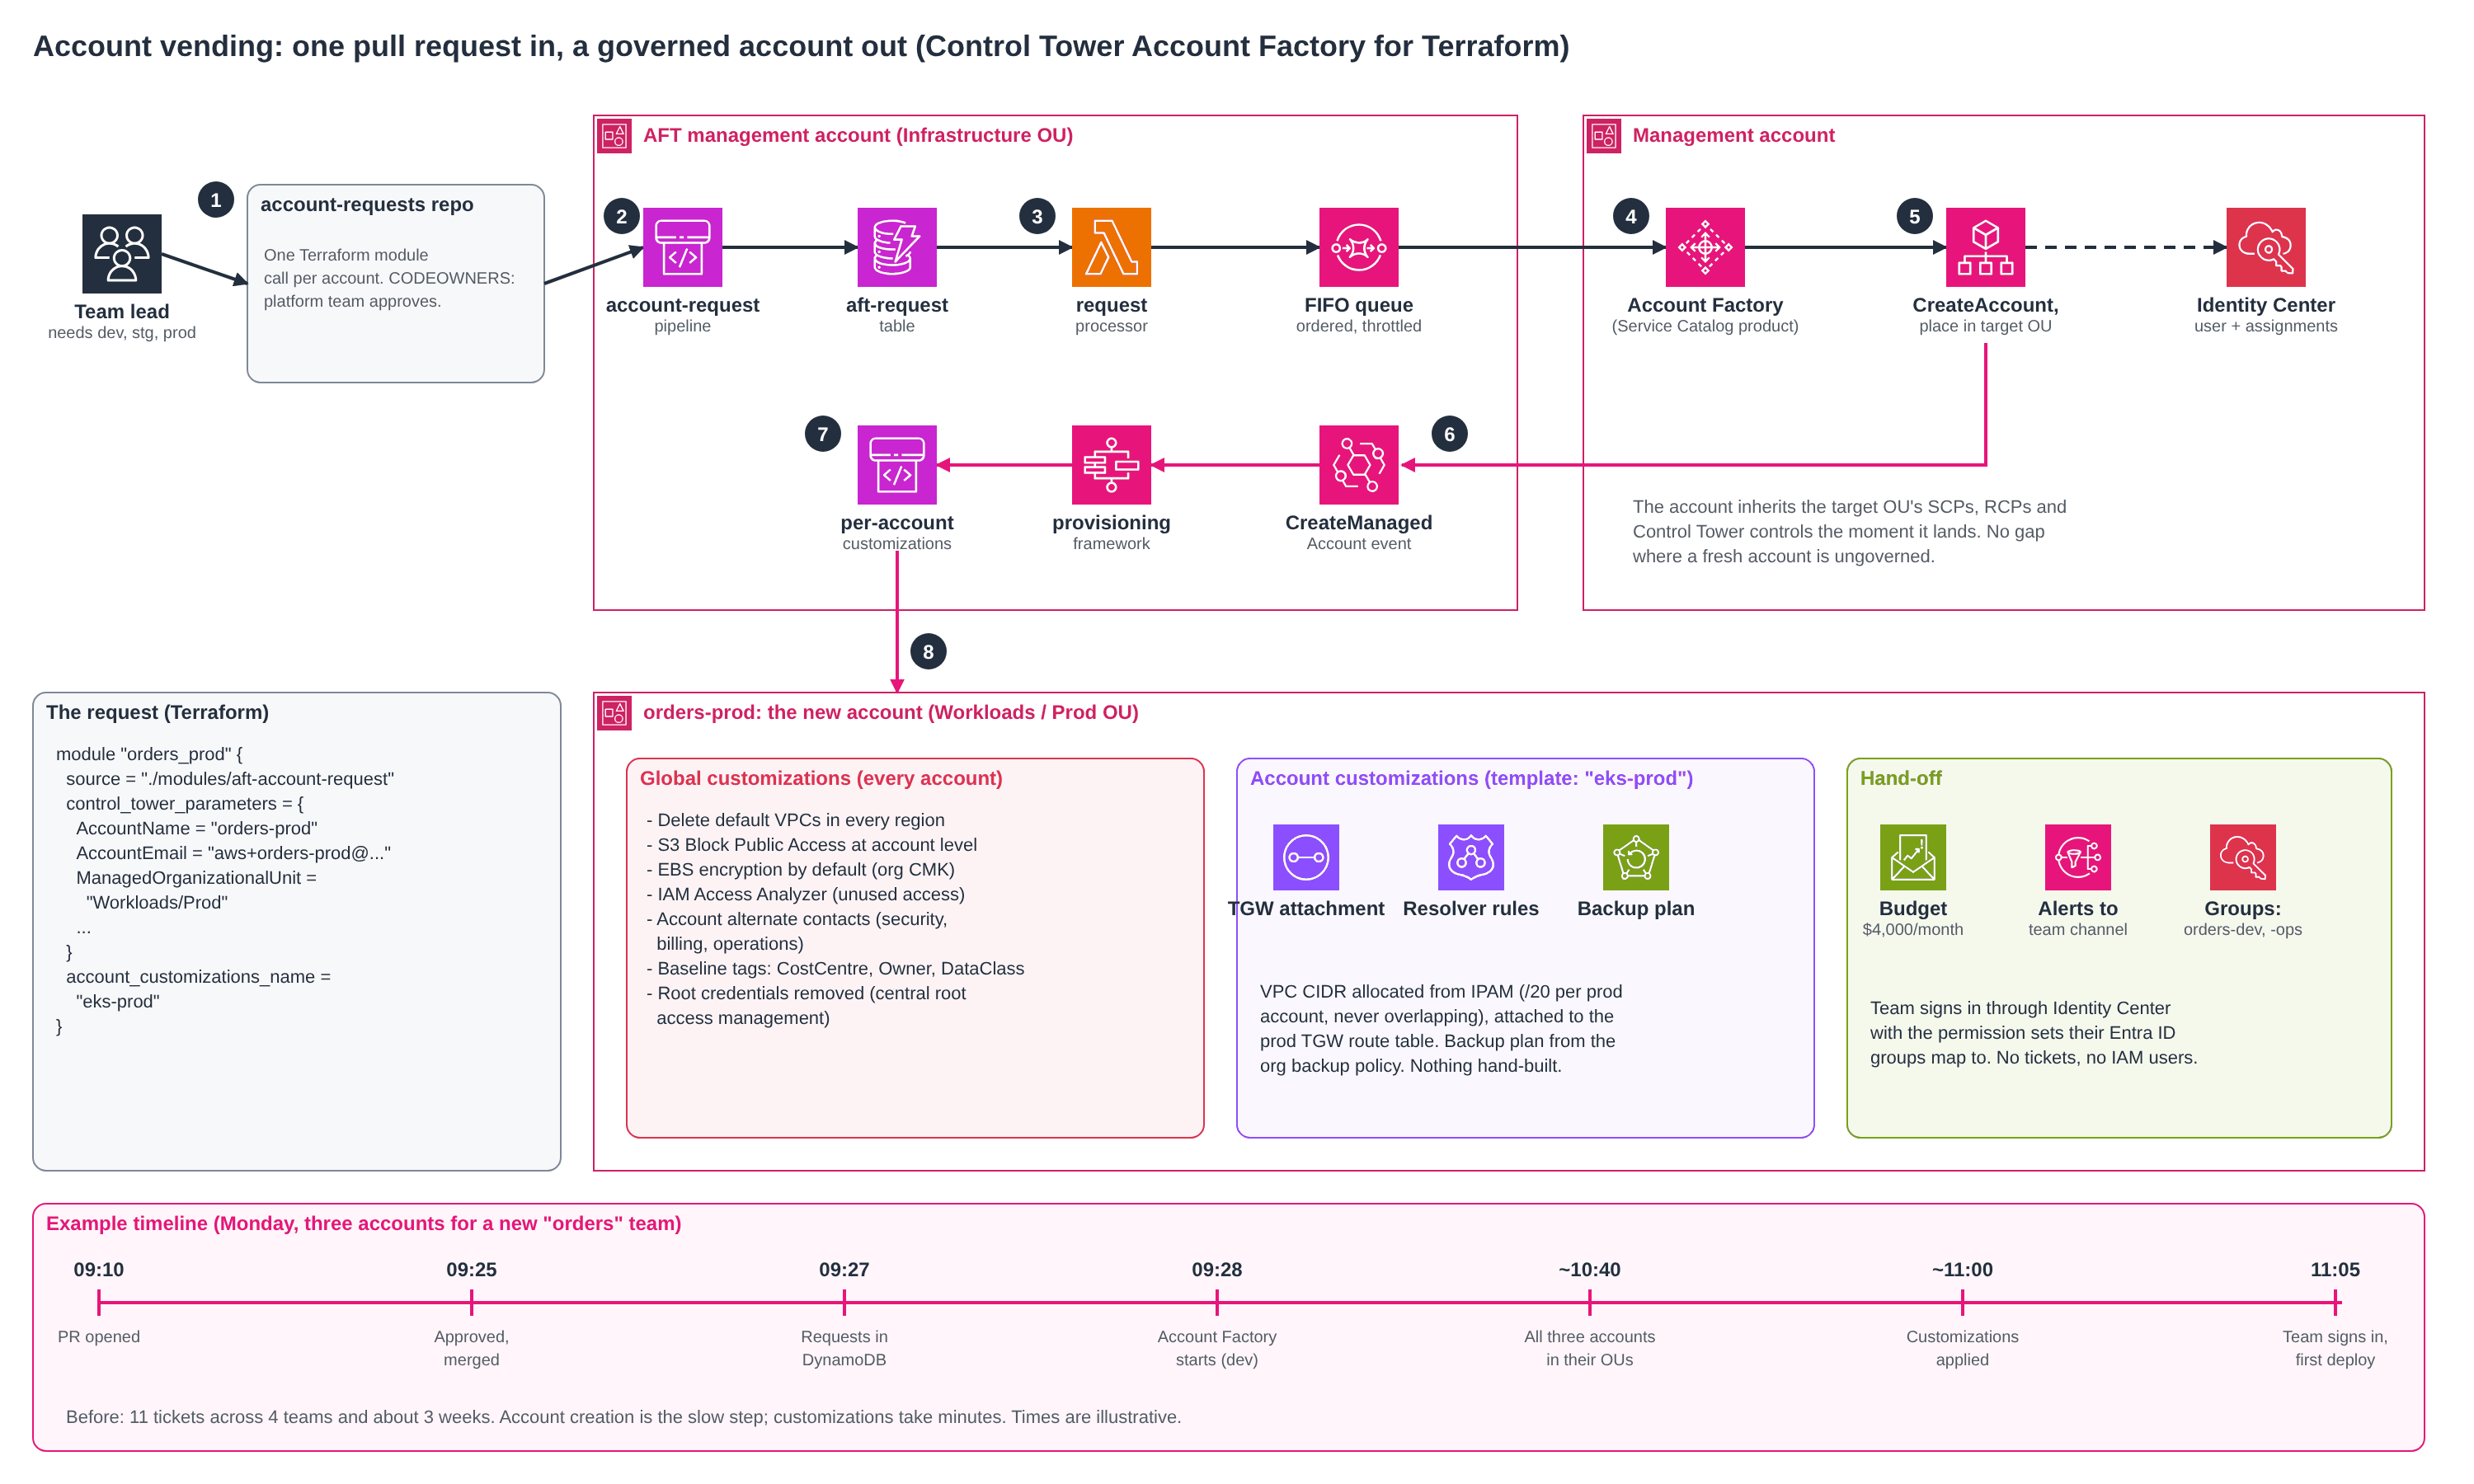 Account vending: one pull request in, a governed account out (Control Tower Account Factory for Terraform)
AFT management account (Infrastructure OU)
Management account
1
account-requests repo
One Terraform module
call per account. CODEOWNERS:
platform team approves.
Team lead
needs dev, stg, prod
2
account-request
pipeline
aft-request
table
3
request
processor
FIFO queue
ordered, throttled
4
Account Factory
(Service Catalog product)
5
CreateAccount,
place in target OU
Identity Center
user + assignments
7
per-account
customizations
provisioning
framework
CreateManaged
Account event
6
The account inherits the target OU's SCPs, RCPs and
Control Tower controls the moment it lands. No gap
where a fresh account is ungoverned.
8
The request (Terraform)
module "orders_prod" {
source = "./modules/aft-account-request"
control_tower_parameters = {
AccountName = "orders-prod"
AccountEmail = "aws+orders-prod@..."
ManagedOrganizationalUnit =
"Workloads/Prod"
...
}
account_customizations_name =
"eks-prod"
}
orders-prod: the new account (Workloads / Prod OU)
Global customizations (every account)
- Delete default VPCs in every region
- S3 Block Public Access at account level
- EBS encryption by default (org CMK)
- IAM Access Analyzer (unused access)
- Account alternate contacts (security,
billing, operations)
- Baseline tags: CostCentre, Owner, DataClass
- Root credentials removed (central root
access management)
Account customizations (template: "eks-prod")
TGW attachment
Resolver rules
Backup plan
VPC CIDR allocated from IPAM (/20 per prod
account, never overlapping), attached to the
prod TGW route table. Backup plan from the
org backup policy. Nothing hand-built.
Hand-off
Budget
$4,000/month
Alerts to
team channel
Groups:
orders-dev, -ops
Team signs in through Identity Center
with the permission sets their Entra ID
groups map to. No tickets, no IAM users.
Example timeline (Monday, three accounts for a new "orders" team)
09:10
PR opened
09:25
Approved,
merged
09:27
Requests in
DynamoDB
09:28
Account Factory
starts (dev)
~10:40
All three accounts
in their OUs
~11:00
Customizations
applied
11:05
Team signs in,
first deploy
Before: 11 tickets across 4 teams and about 3 weeks. Account creation is the slow step; customizations take minutes. Times are illustrative.